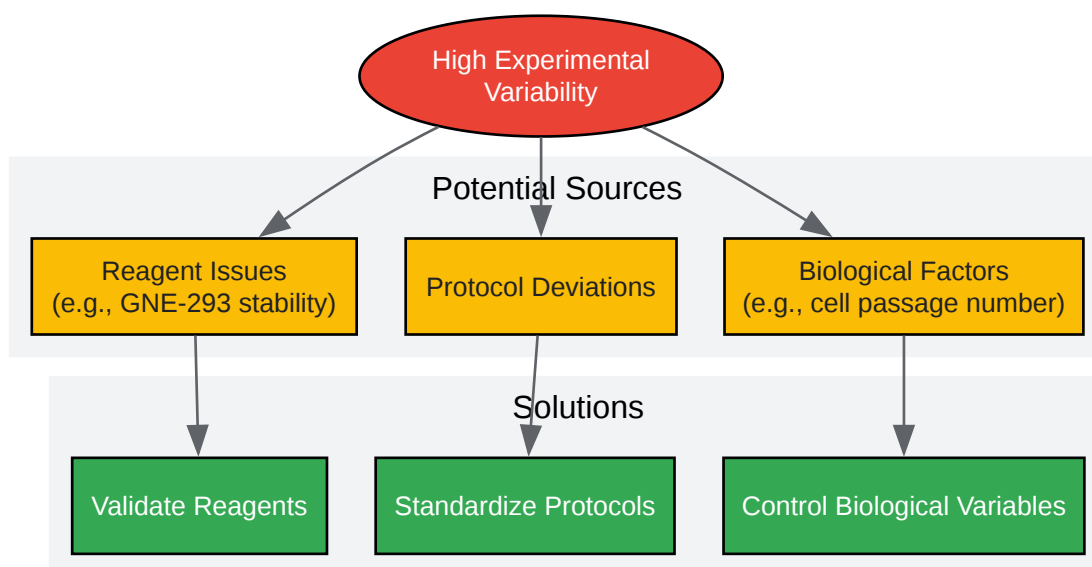 High Experimental
Variability
Potential Sources
Reagent Issues
(e.g., GNE-293 stability)
Protocol Deviations
Biological Factors
(e.g., cell passage number)
Solutions
Validate Reagents
Standardize Protocols
Control Biological Variables